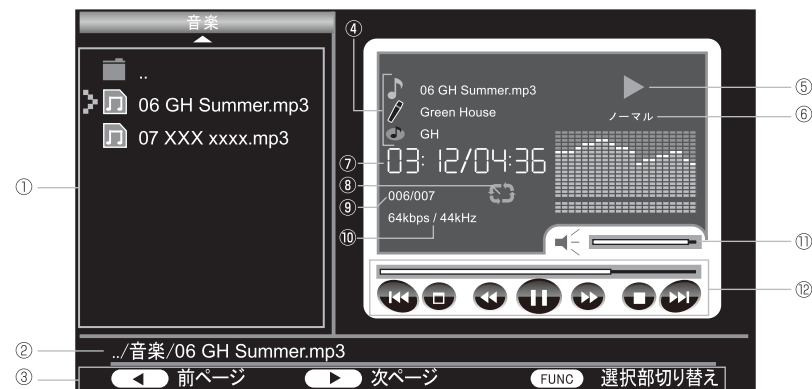 音楽
..
06 GH Summer.mp3
07 XXX xxxx.mp3
①
②
③
④
06 GH Summer.mp3
Green House
GH
⑤
ノーマル
⑥
⑦
03:12/04:36
⑧
⑨
006/007
⑩
64kbps / 44kHz
⑪
⑫
../音楽/06 GH Summer.mp3
前ページ
次ページ
FUNC
選択部切り替え